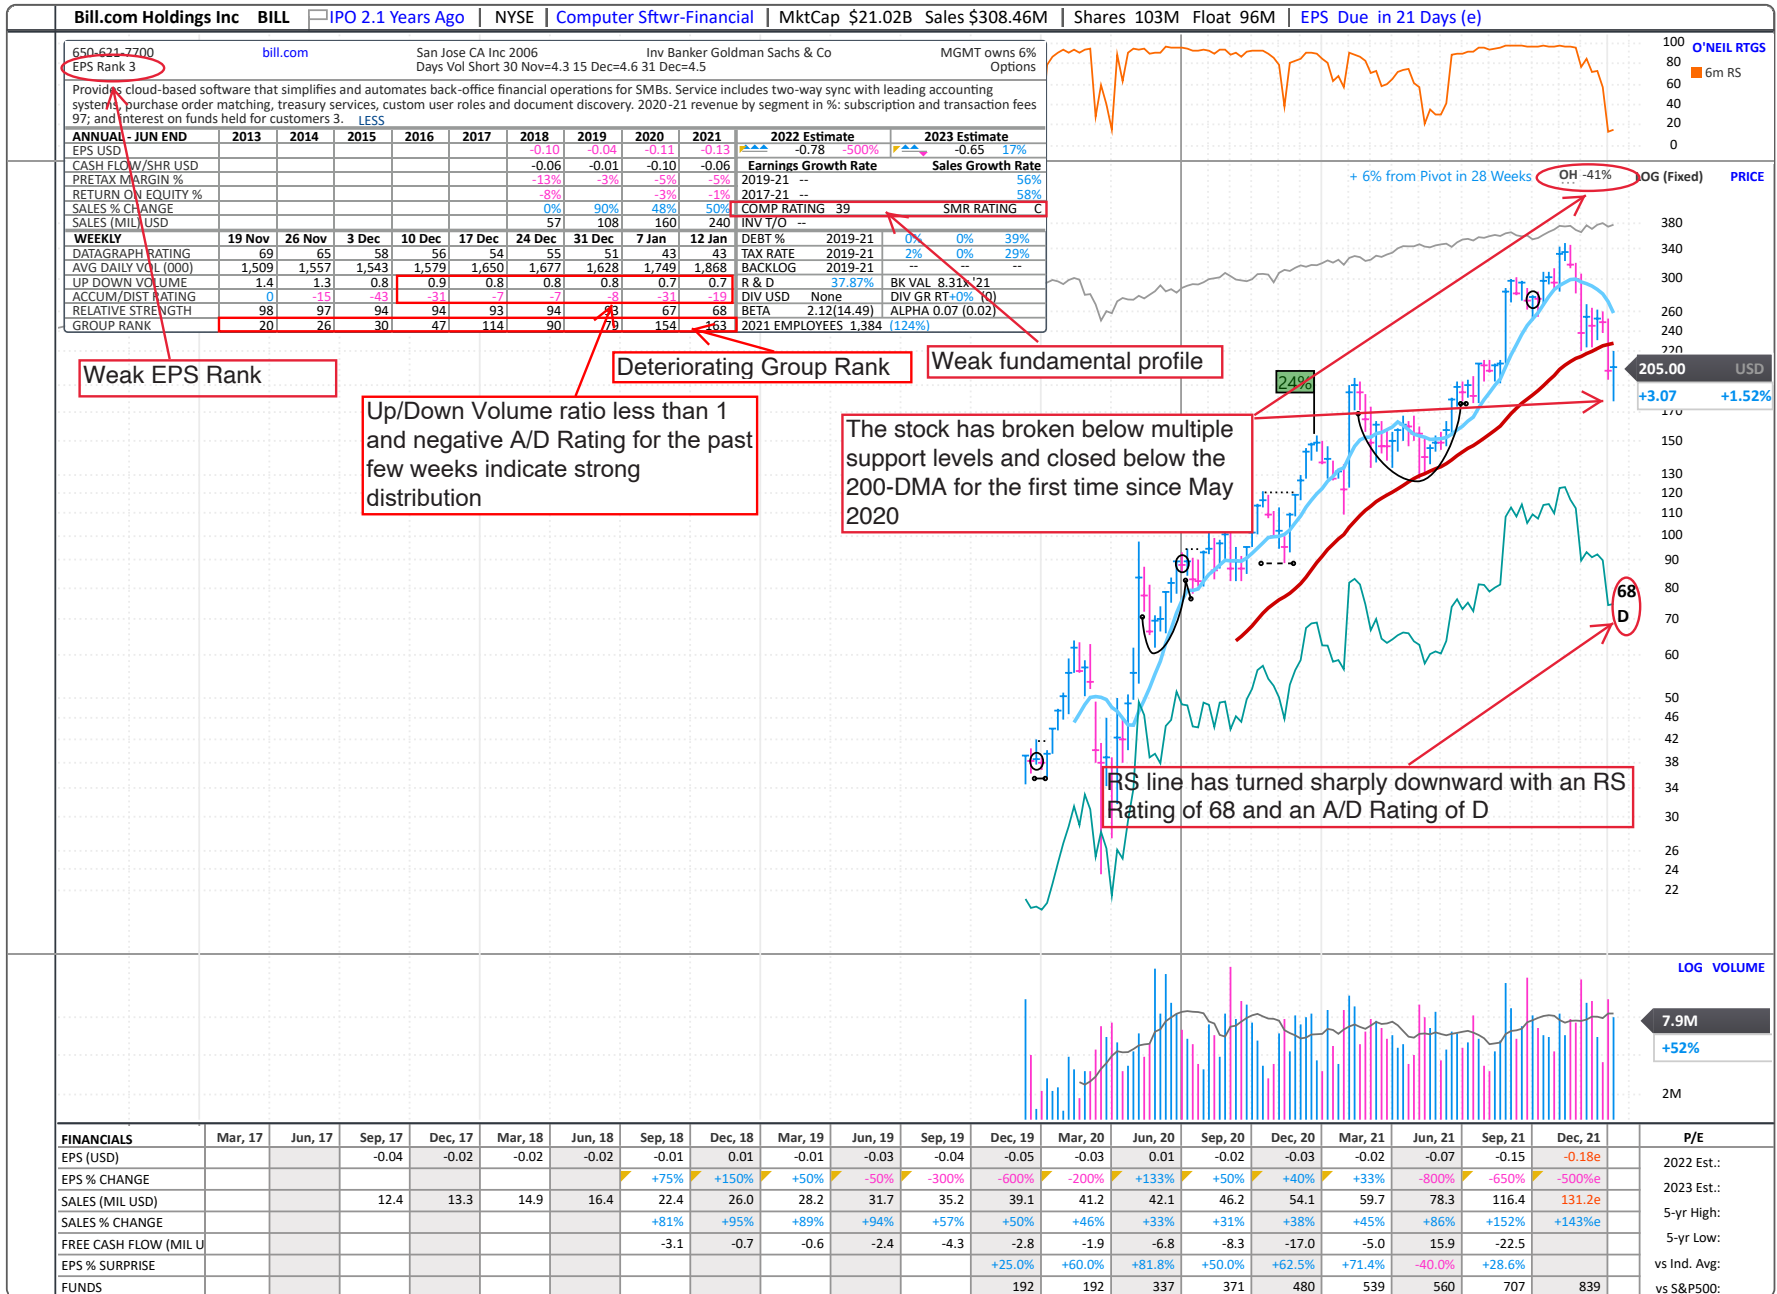 Bill.com Holdings Inc BILL IPO 2.1 Years Ago NYSE Computer Sftwr-Financial MktCap $21.02B Sales $308.46M Shares 103M Float 96M EPS Due in 21 Days (e)
650-621-7700 bill.com San Jose CA Inc 2006 Inv Banker Goldman Sachs & Co MGMT owns 6%
EPS Rank 3 Days Vol Short 30 Nov=4.3 15 Dec=4.6 31 Dec=4.5 Options
Provides cloud-based software that simplifies and automates back-office financial operations for SMBs. Service includes two-way sync with leading accounting
systems, purchase order matching, treasury services, custom user roles and document discovery. 2020-21 revenue by segment in %: subscription and transaction fees
97; and interest on funds held for customers 3. LESS
ANNUAL - JUN END 2013 2014 2015 2016 2017 2018 2019 2020 2021 2022 Estimate 2023 Estimate
EPS USD -0.10 -0.04 -0.11 -0.13 -0.78 -500% -0.65 17%
CASH FLOW/SHR USD -0.06 -0.01 -0.10 -0.06 Earnings Growth Rate Sales Growth Rate
PRETAX MARGIN % -13% -3% -5% -5% 2019-21 -- 56%
RETURN ON EQUITY % -8% -3% -1% 2017-21 -- 58%
SALES % CHANGE 0% 90% 48% 50% COMP RATING 39 SMR RATING C
SALES (MIL) USD 57 108 160 240 INV T/O --
WEEKLY 19 Nov 26 Nov 3 Dec 10 Dec 17 Dec 24 Dec 31 Dec 7 Jan 12 Jan DEBT % 2019-21 0% 0% 39%
DATAGRAPH RATING 69 65 58 56 54 55 51 43 43 TAX RATE 2019-21 2% 0% 29%
AVG DAILY VOL (000) 1,509 1,557 1,543 1,579 1,650 1,677 1,628 1,749 1,868 BACKLOG 2019-21 -- -- --
UP DOWN VOLUME 1.4 1.3 0.8 0.9 0.8 0.8 0.8 0.7 0.7 R & D 37.87% BK VAL 8.31x '21
ACCUM/DIST RATING 0 -15 -43 -31 -7 -7 -8 -31 -19 DIV USD None DIV GR RT +0% (0)
RELATIVE STRENGTH 98 97 94 94 93 94 93 67 68 BETA 2.12(14.49) ALPHA 0.07 (0.02)
GROUP RANK 20 26 30 47 114 90 79 154 163 2021 EMPLOYEES 1,384 (124%)
Weak EPS Rank
Deteriorating Group Rank
Weak fundamental profile
Up/Down Volume ratio less than 1
and negative A/D Rating for the past
few weeks indicate strong
distribution
24%
The stock has broken below multiple
support levels and closed below the
200-DMA for the first time since May
2020
RS line has turned sharply downward with an RS
Rating of 68 and an A/D Rating of D
68
D
+ 6% from Pivot in 28 Weeks OH -41%
100
80
60
40
20
0
O'NEIL RTGS
6m RS
LOG (Fixed) PRICE
380
340
300
260
240
220
205.00 USD
+3.07 +1.52%
170
150
130
120
110
100
90
80
70
60
50
46
42
38
34
30
26
24
22
LOG VOLUME
7.9M
+52%
2M
FINANCIALS Mar, 17 Jun, 17 Sep, 17 Dec, 17 Mar, 18 Jun, 18 Sep, 18 Dec, 18 Mar, 19 Jun, 19 Sep, 19 Dec, 19 Mar, 20 Jun, 20 Sep, 20 Dec, 20 Mar, 21 Jun, 21 Sep, 21 Dec, 21 P/E
EPS (USD) -0.04 -0.02 -0.02 -0.02 -0.01 0.01 -0.01 -0.03 -0.04 -0.05 -0.03 0.01 -0.02 -0.03 -0.02 -0.07 -0.15 -0.18e
2022 Est.:
EPS % CHANGE +75% +150% +50% -50% -300% -600% -200% +133% +50% +40% +33% -800% -650% -500%e
2023 Est.:
SALES (MIL USD) 12.4 13.3 14.9 16.4 22.4 26.0 28.2 31.7 35.2 39.1 41.2 42.1 46.2 54.1 59.7 78.3 116.4 131.2e
5-yr High:
SALES % CHANGE +81% +95% +89% +94% +57% +50% +46% +33% +31% +38% +45% +86% +152% +143%e
5-yr Low:
FREE CASH FLOW (MIL U -3.1 -0.7 -0.6 -2.4 -4.3 -2.8 -1.9 -6.8 -8.3 -17.0 -5.0 15.9 -22.5
EPS % SURPRISE +25.0% +60.0% +81.8% +50.0% +62.5% +71.4% -40.0% +28.6% vs Ind. Avg:
FUNDS 192 192 337 371 480 539 560 707 839 vs S&P500: